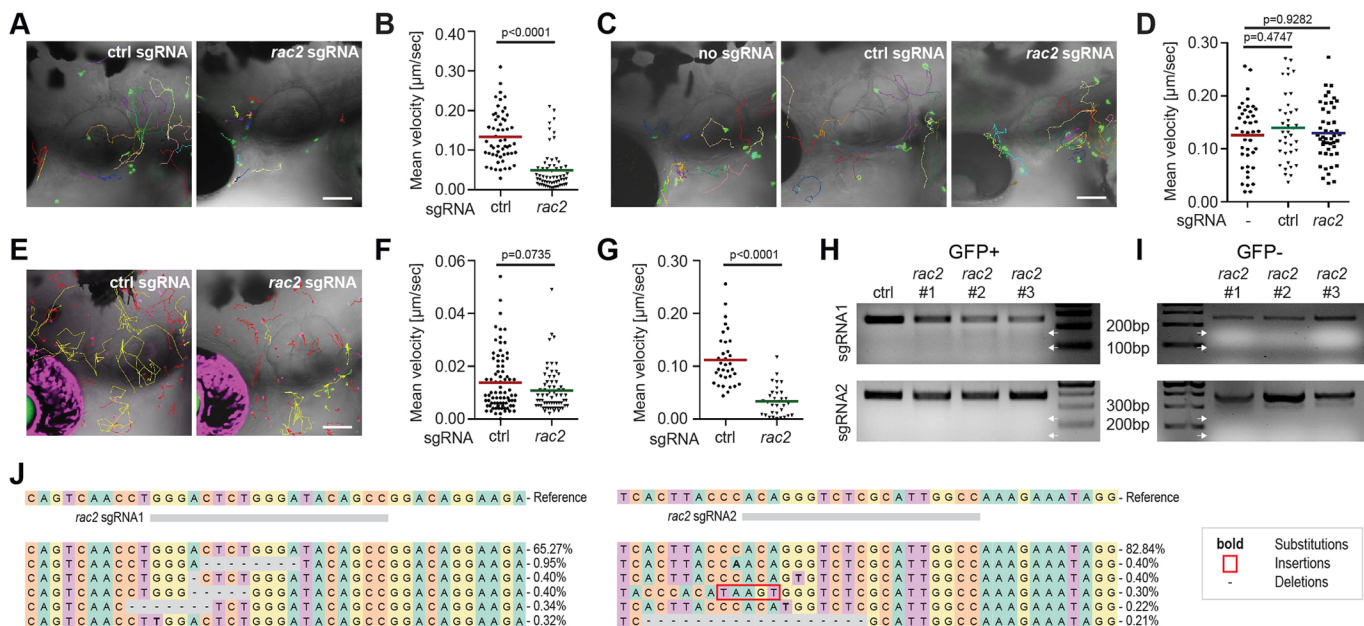 A
ctrl sgRNA
rac2 sgRNA
B
p<0.0001
Mean velocity [µm/sec]
0.40
0.30
0.20
0.10
0.00
sgRNA ctrl rac2
C
no sgRNA
ctrl sgRNA
rac2 sgRNA
D
p=0.9282
p=0.4747
Mean velocity [µm/sec]
0.30
0.20
0.10
0.00
sgRNA - ctrl rac2
E
ctrl sgRNA
rac2 sgRNA
F
p=0.0735
Mean velocity [µm/sec]
0.06
0.04
0.02
0.00
sgRNA ctrl rac2
G
p<0.0001
Mean velocity [µm/sec]
0.30
0.20
0.10
0.00
sgRNA ctrl rac2
H
GFP+
ctrl rac2 #1 rac2 #2 rac2 #3
sgRNA1
200bp
100bp
sgRNA2
300bp
200bp
I
GFP-
rac2 #1 rac2 #2 rac2 #3
J
C A G T C A A C C T G G G A C T C T G G G A T A C A G C C G G A C A G G A A G A - Reference
rac2 sgRNA1
C A G T C A A C C T G G G A C T C T G G G A T A C A G C C G G A C A G G A A G A - 65.27%
C A G T C A A C C T G G G A - - - - - - - - T A C A G C C G G A C A G G A A G A - 0.95%
C A G T C A A C C T G G G - C T C T G G G A T A C A G C C G G A C A G G A A G A - 0.40%
C A G T C A A C - - - - - - - T C T G G G A T A C A G C C G G A C A G G A A G A - 0.34%
C A G T C A A C C T T G G A C T C T G G G A T A C A G C C G G A C A G G A A G A - 0.32%
T C A C T T A C C C A C A G G G T C T C G C A T T G G C C A A A G A A A T A G G - Reference
rac2 sgRNA2
T C A C T T A C C C A C A G G G T C T C G C A T T G G C C A A A G A A A T A G G - 82.84%
T C A C T T A C C A A C A G G G T C T C G C A T T G G C C A A A G A A A T A G G - 0.40%
T C A C T T A C C C A C A G T G T C T C G C A T T G G C C A A A G A A A T A G G - 0.40%
T A C C C A C A T A A G T G G G T C T C G C A T T G G C C A A A G A A A T A G G - 0.30%
T C A C T T A C C C A C A T G G T C T C G C A T T G G C C A A A G A A A T A G G - 0.22%
T C - - - - - - - - - - - - - - - - - - G C A T T G G C C A A A G A A A T A G G - 0.21%
bold Substitutions
Insertions
- Deletions